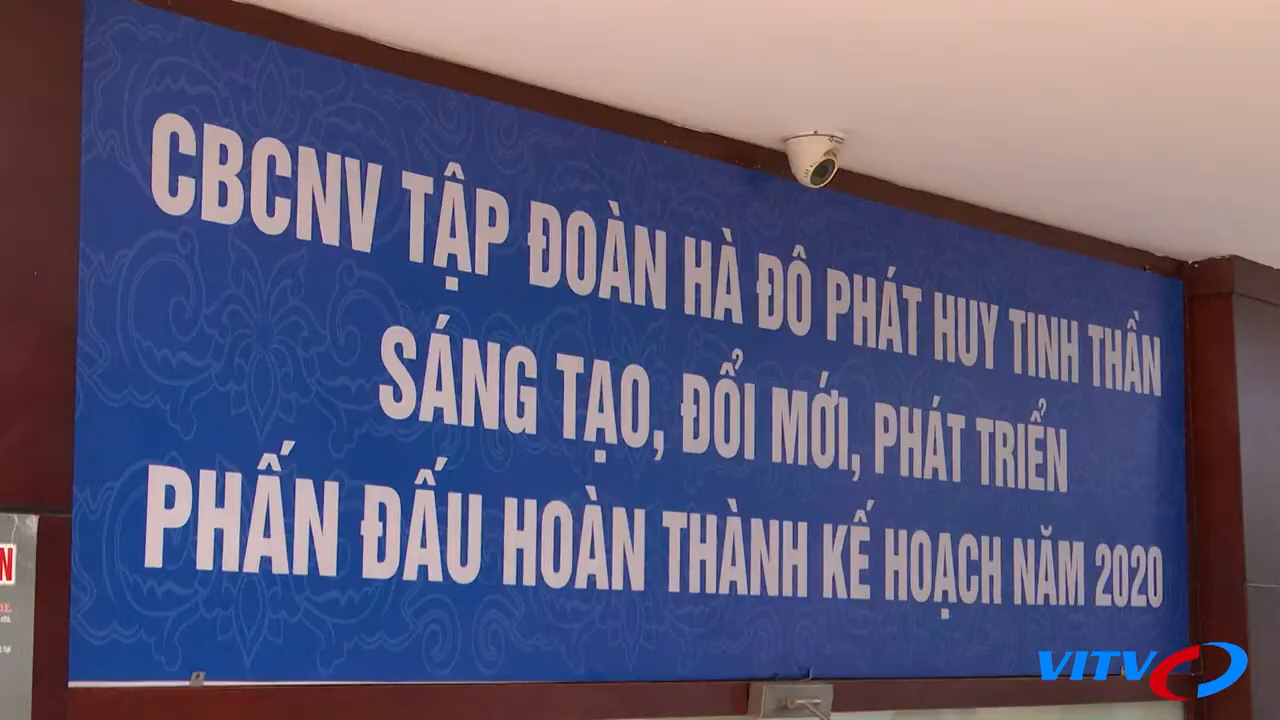 CBCNV TẬP ĐOÀN HÀ ĐÔ PHÁT HUY TINH THẦN
SÁNG TẠO, ĐỔI MỚI, PHÁT TRIỂN
PHẤN ĐẤU HOÀN THÀNH KẾ HOẠCH NĂM 2020
VITV